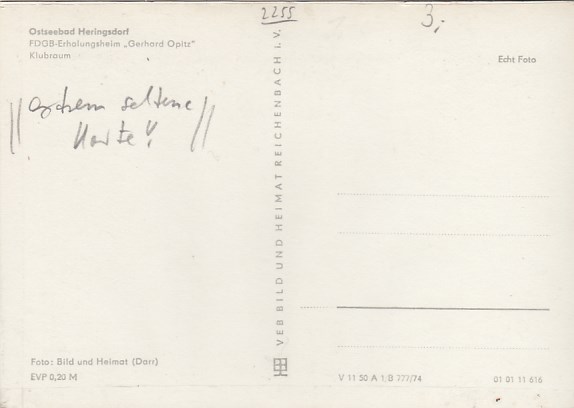 2255
3,-
Ostseebad Heringsdorf
FDGB-Erholungsheim „Gerhard Opitz"
Klubraum
Echt Foto
//extrem seltene
Karte! //
VEB BILD UND HEIMAT REICHENBACH I. V.
Foto: Bild und Heimat (Darr)
EVP 0,20 M
V 11 50 A 1/B 777/74
01 01 11 616